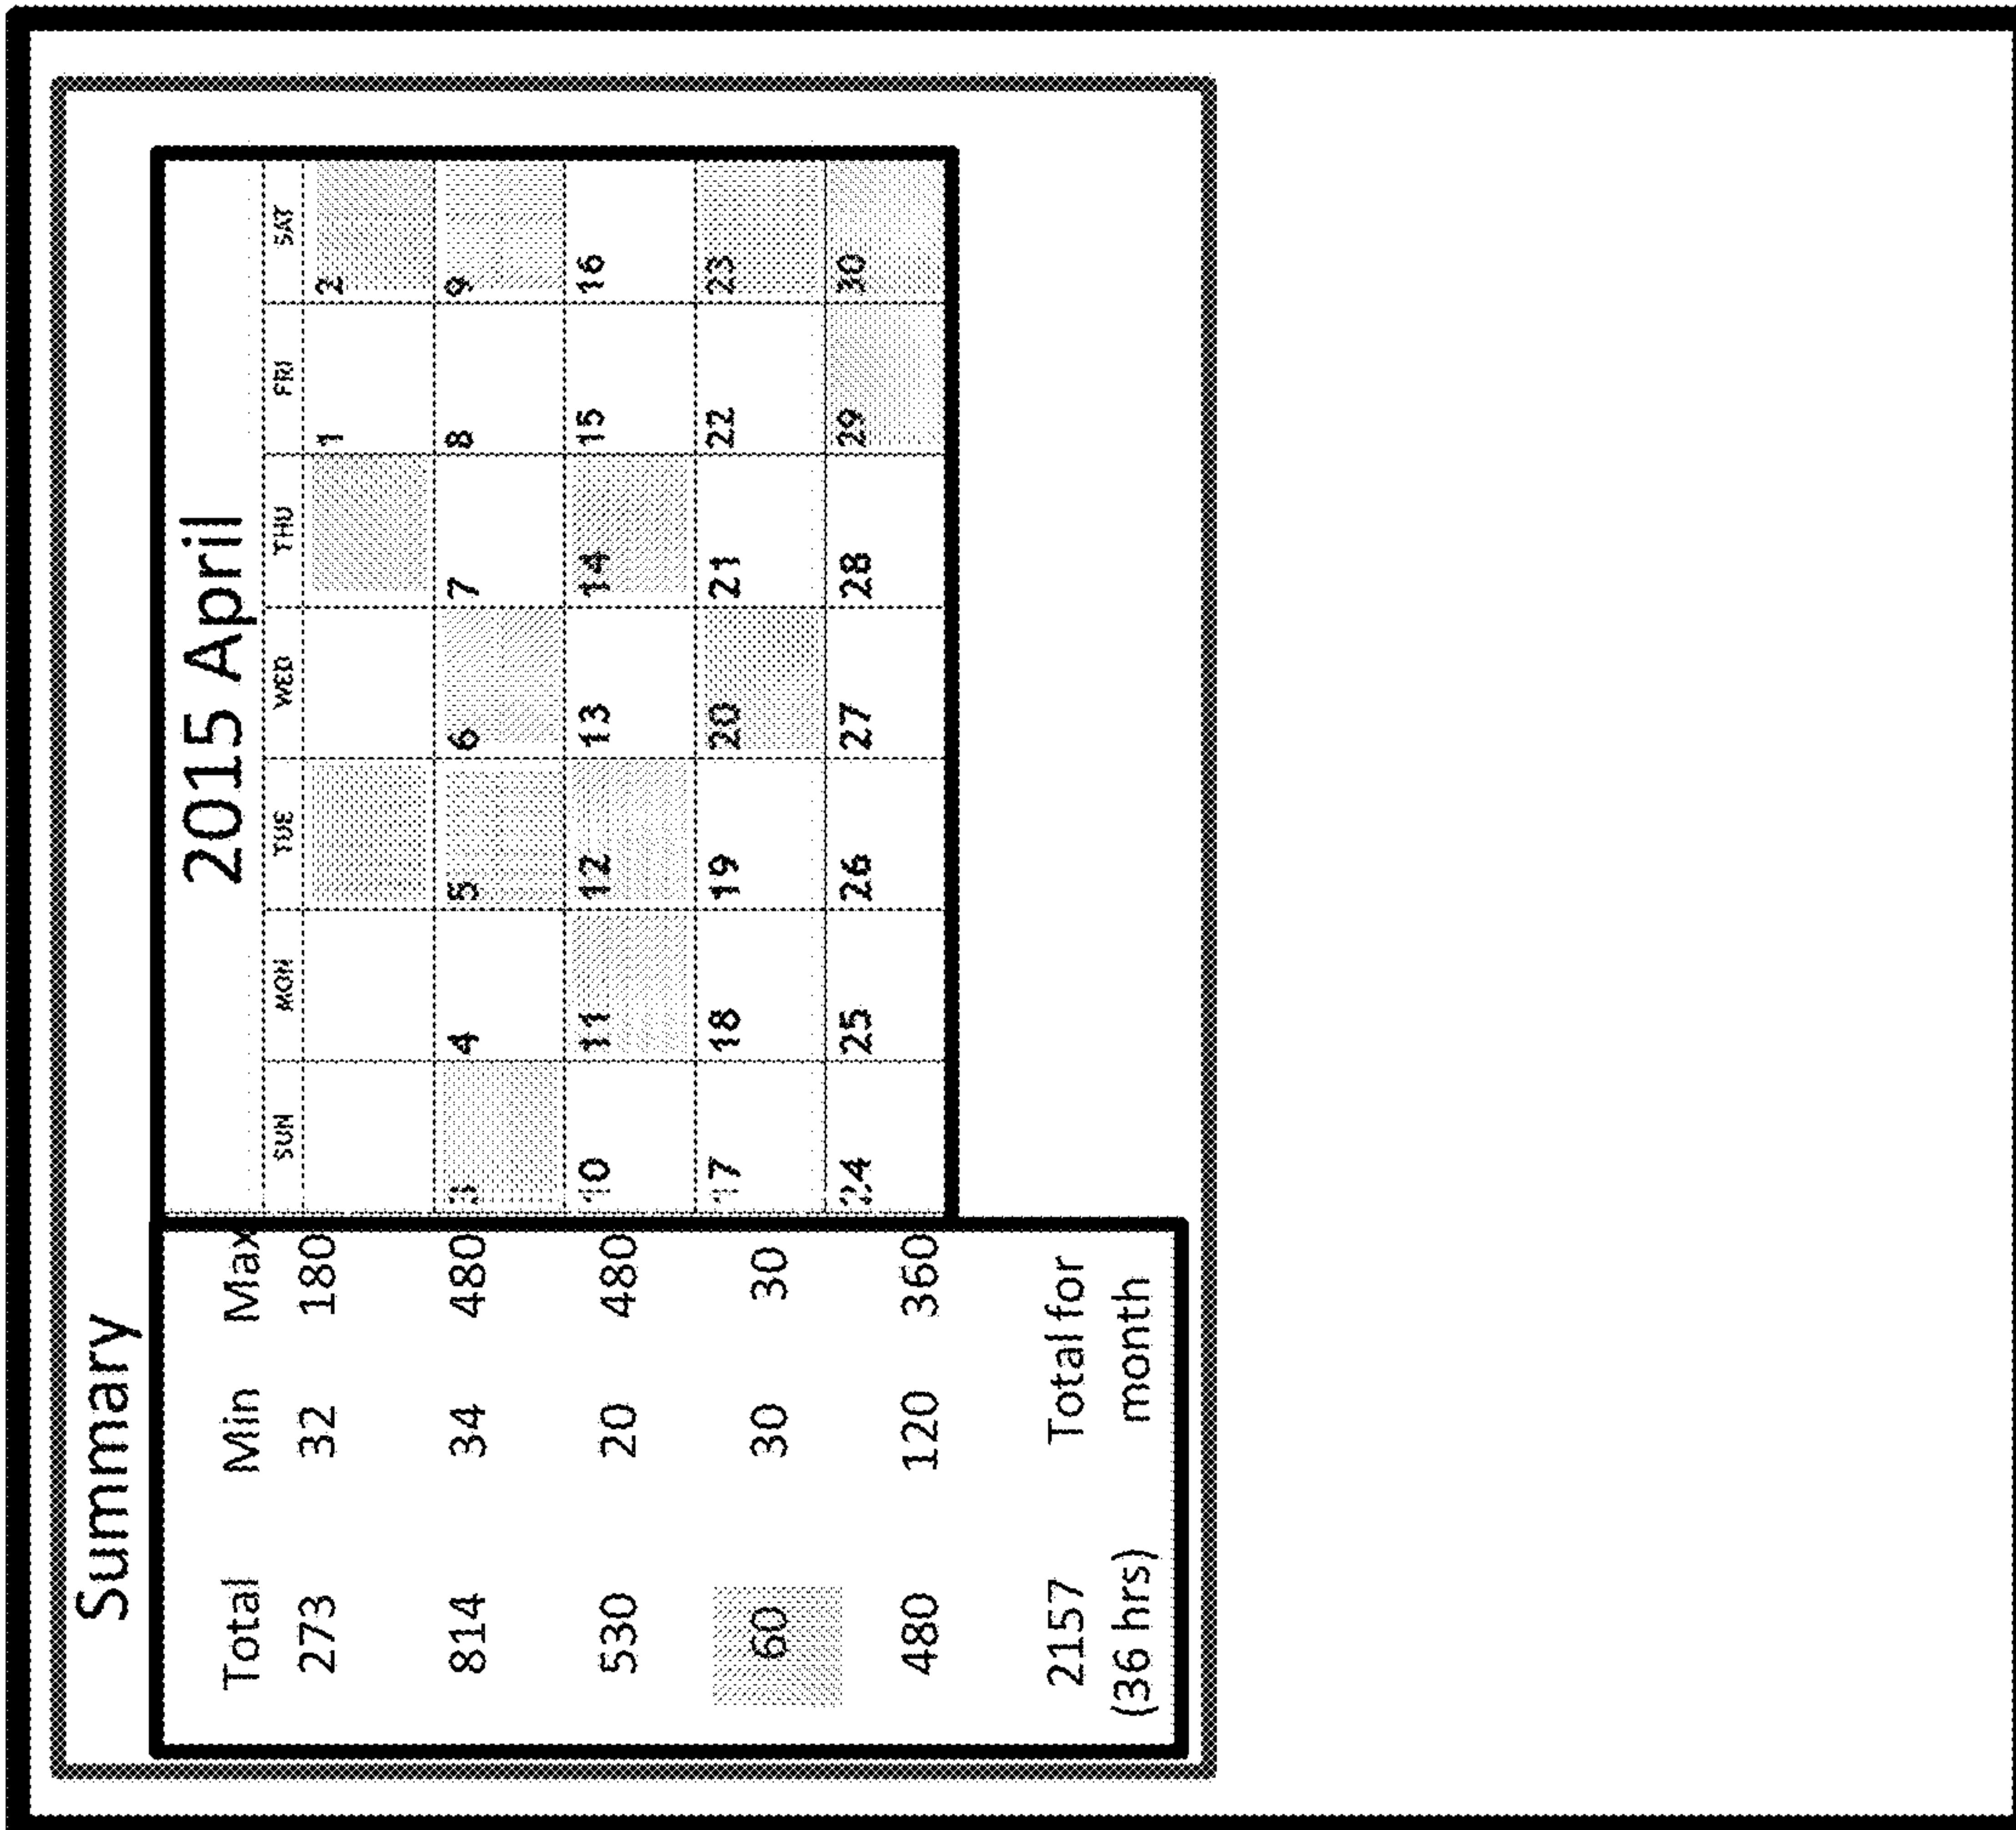 Summary
2015 April
Total Min Max
SUN MON TUE WED THU FRI SAT
273 32 180
1 2
814 34 480
3 4 5 6 7 8 9
530 20 480
10 11 12 13 14 15 16
60 30 30
17 18 19 20 21 22 23
480 120 360
24 25 26 27 28 29 30
2157 Total for
(36 hrs) month